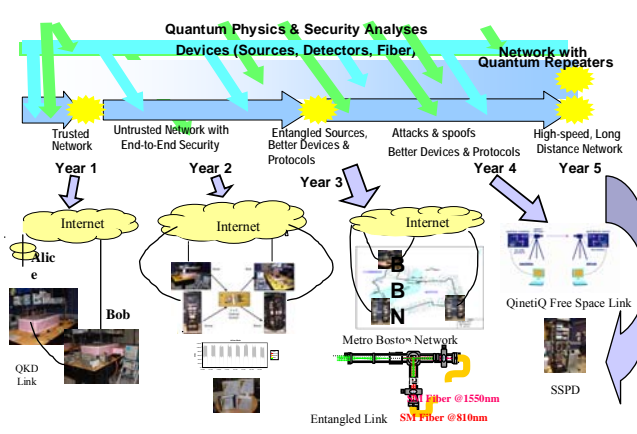 Quantum Physics & Security Analyses
Devices (Sources, Detectors, Fiber)
Network with
Quantum Repeaters
Trusted
Network
Untrusted Network with
End-to-End Security
Entangled Sources,
Better Devices &
Protocols
Attacks & spoofs
Better Devices & Protocols
High-speed, Long
Distance Network
Year 1
Year 2
Year 3
Year 4
Year 5
Internet
Internet
Internet
Alic
e
Bob
QKD
Link
B
B
N
Metro Boston Network
Entangled Link
SM Fiber @1550nm
SM Fiber @810nm
QinetiQ Free Space Link
SSPD